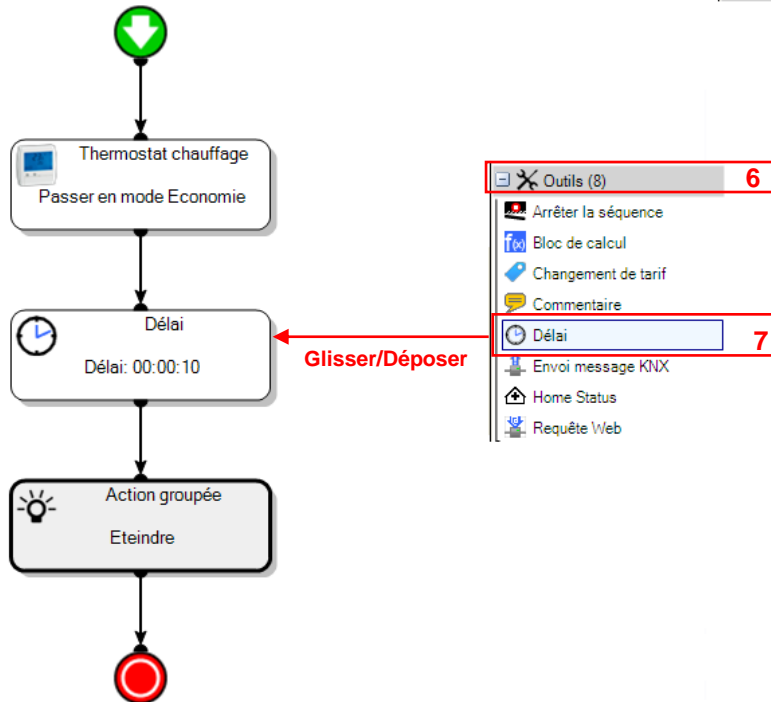 Thermostat chauffage
Passer en mode Economie
Délai
Délai: 00:00:10
Action groupée
Eteindre
Glisser/Déposer
Outils (8)
6
Arrêter la séquence
f(x) Bloc de calcul
Changement de tarif
Commentaire
Délai
7
Envoi message KNX
Home Status
Requête Web